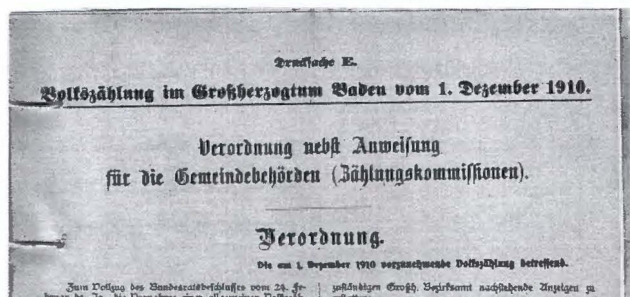 Drucksache E.
Volkszählung im Großherzogtum Baden vom 1. Dezember 1910.
Verordnung nebst Anweisung
für die Gemeindebehörden (Zählungskommissionen).
Verordnung.
Die am 1. Dezember 1910 vorzunehmende Volkszählung betreffend.
Zum Vollzug des Bundesratsbeschlusses vom 24. Fe-
zuständigen Großh. Bezirksamt nachstehende Anzeigen zu